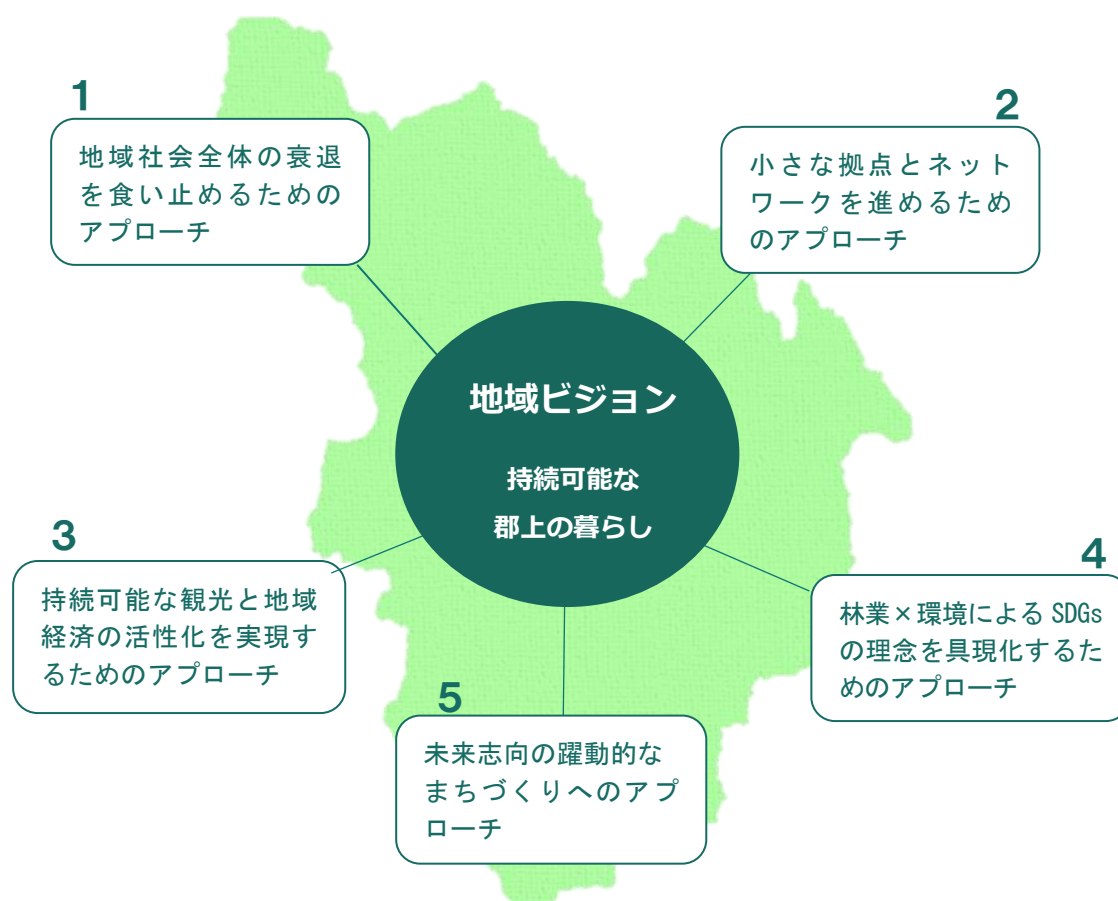 1
地域社会全体の衰退
を食い止めるための
アプローチ
2
小さな拠点とネット
ワークを進めるため
のアプローチ
地域ビジョン
持続可能な
郡上の暮らし
3
持続可能な観光と地域
経済の活性化を実現す
るためのアプローチ
4
林業×環境による SDGs
の理念を具現化するた
めのアプローチ
5
未来志向の躍動的な
まちづくりへのアプ
ローチ